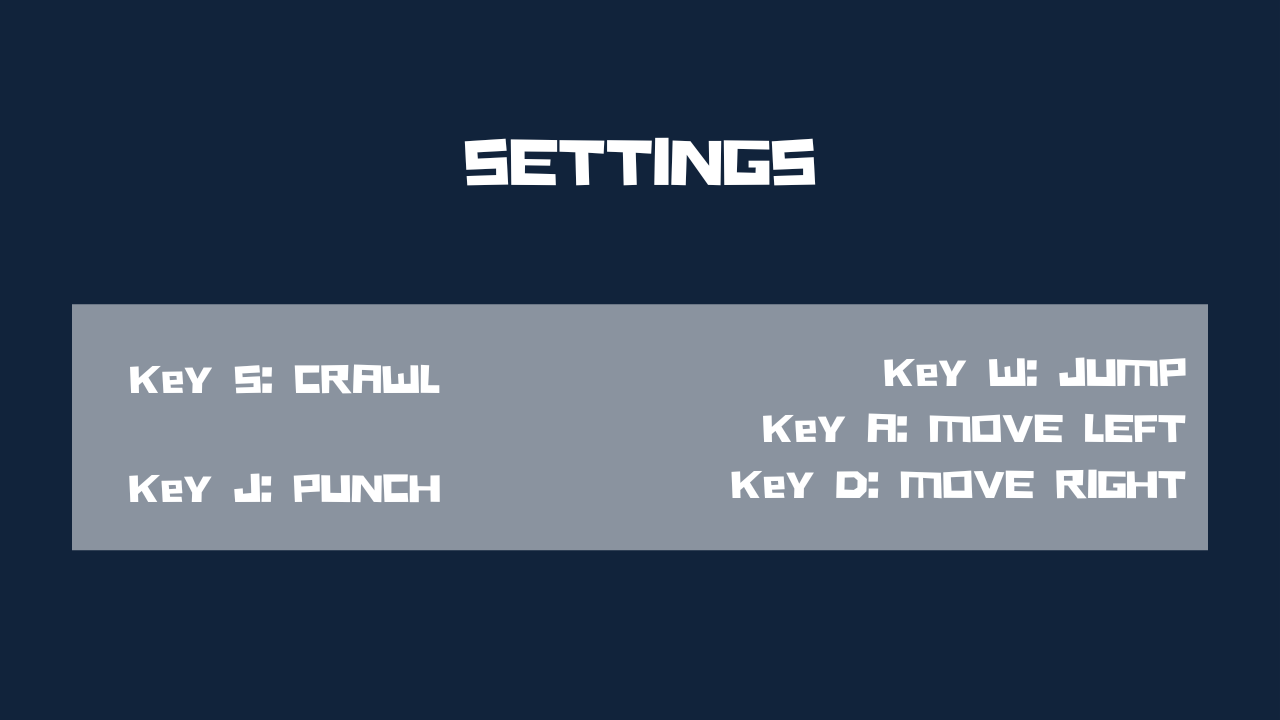 SETTINGS
Key S: CRAWL
Key J: PUNCH
Key W: JUMP
Key A: MOVE LEFT
Key D: MOVE RIGHT